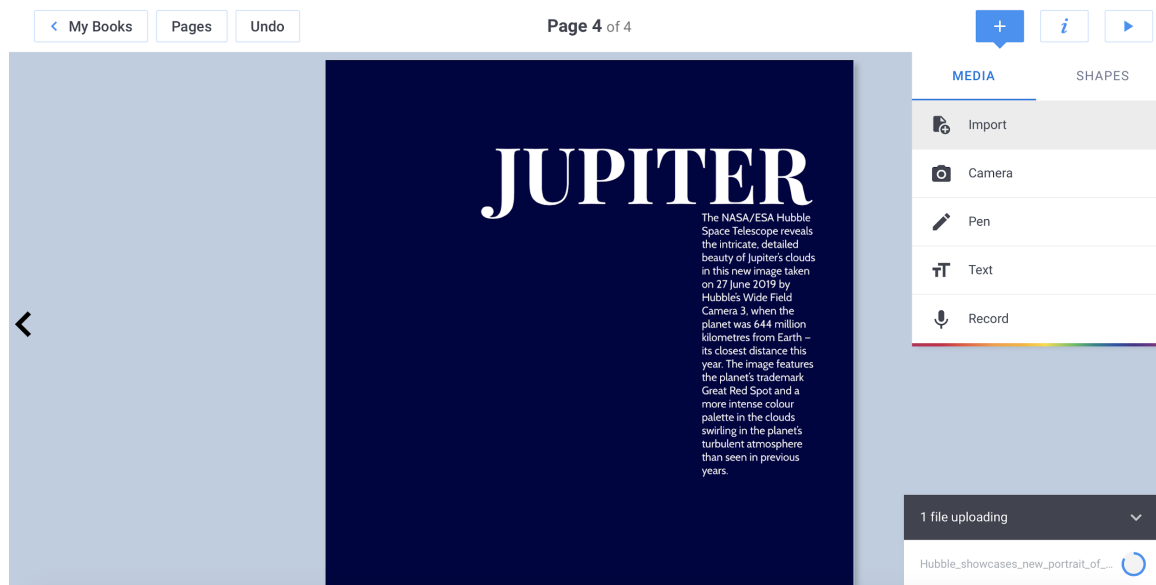 My Books
Pages
Undo
Page 4 of 4
MEDIA
SHAPES
Import
Camera
Pen
Text
Record
JUPITER
The NASA/ESA Hubble
Space Telescope reveals
the intricate, detailed
beauty of Jupiter's clouds
in this new image taken
on 27 June 2019 by
Hubble's Wide Field
Camera 3, when the
planet was 644 million
kilometres from Earth –
its closest distance this
year. The image features
the planet's trademark
Great Red Spot and a
more intense colour
palette in the clouds
swirling in the planet's
turbulent atmosphere
than seen in previous
years.
1 file uploading
Hubble_showcases_new_portrait_of_...